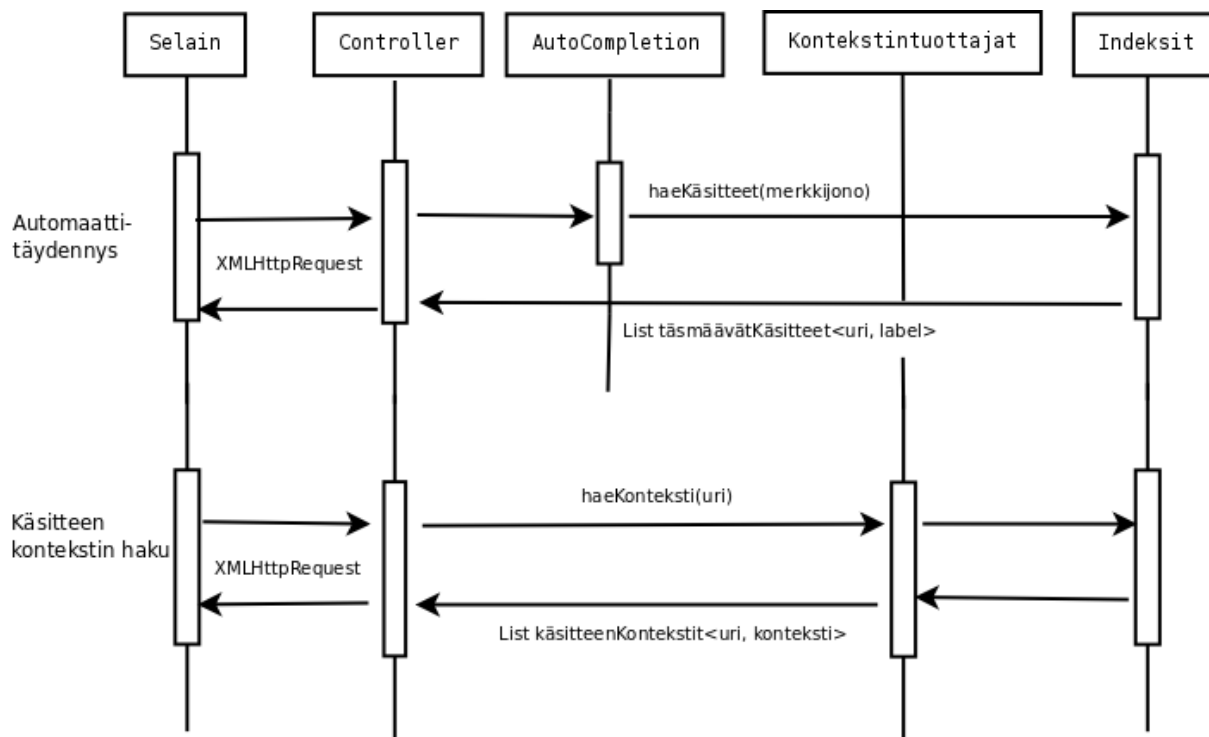 Selain
Controller
AutoCompletion
Kontekstintuottajat
Indeksit
haeKäsitteet(merkkijono)
Automaatti-
täydennys
XMLHttpRequest
List täsmäävätKäsitteet<uri, label>
haeKonteksti(uri)
Käsitteen
kontekstin haku
XMLHttpRequest
List käsitteenKontekstit<uri, konteksti>